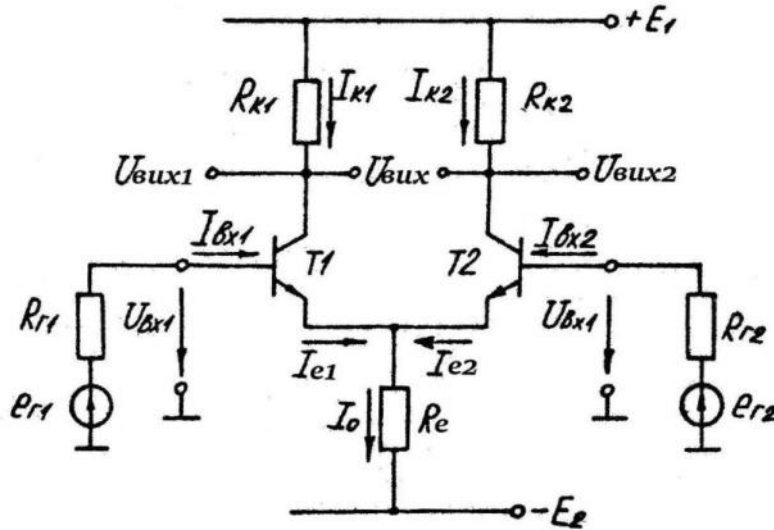 +E1
Rк1 Iк1 Iк2 Rк2
Uвих1 Uвих Uвих2
Iвх1 T1 T2 Iвх2
Rг1 Uвх1 Uвх1 Rг2
Ie1 Ie2
eг1 I0 Re eг2
-E2